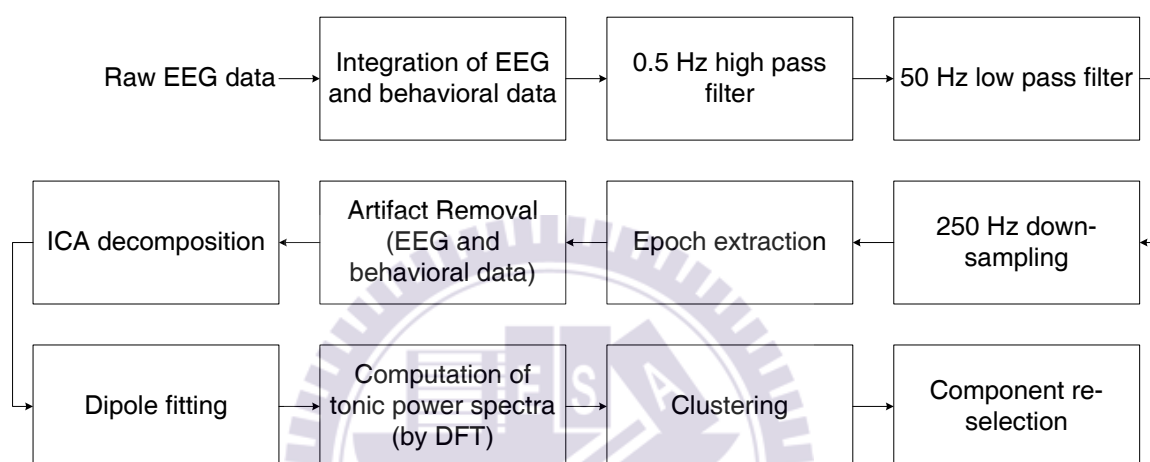 Raw EEG data
Integration of EEG
and behavioral data
0.5 Hz high pass
filter
50 Hz low pass filter
250 Hz down-
sampling
Epoch extraction
Artifact Removal
(EEG and
behavioral data)
ICA decomposition
Dipole fitting
Computation of
tonic power spectra
(by DFT)
Clustering
Component re-
selection
ESA